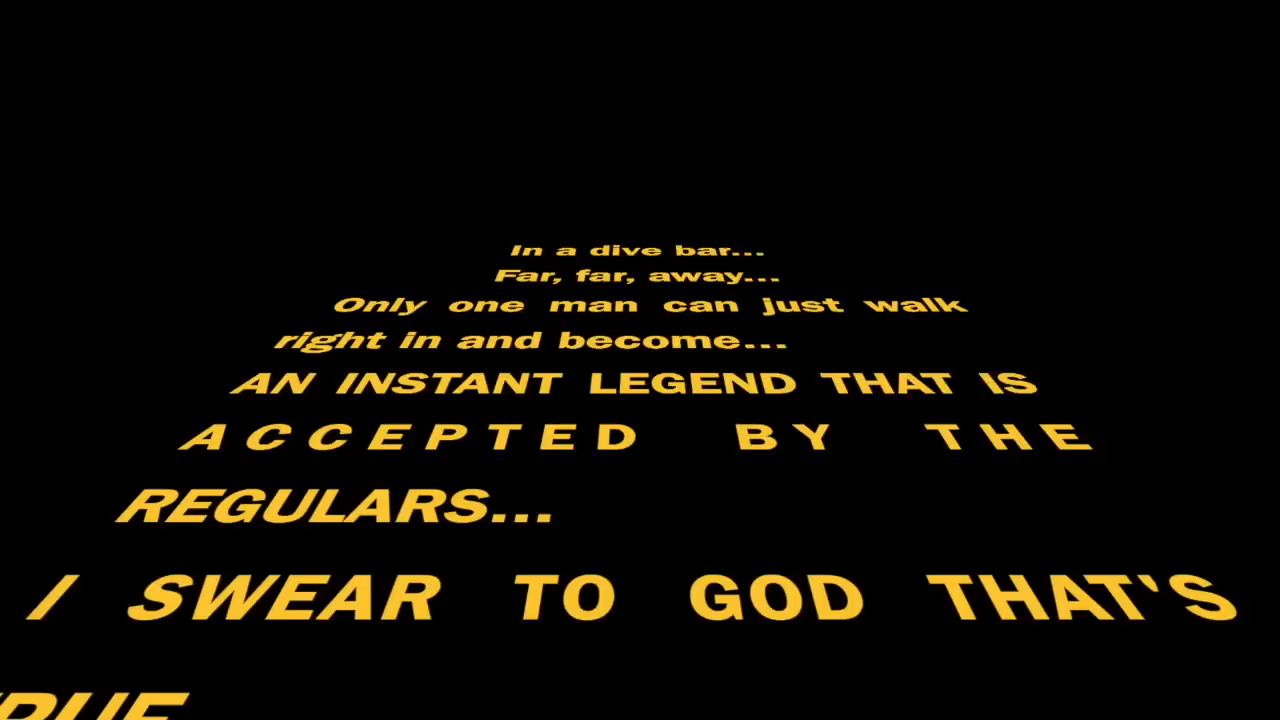 In a dive bar...
Far, far, away...
Only one man can just walk
right in and become...
AN INSTANT LEGEND THAT IS
ACCEPTED BY THE
REGULARS...
I SWEAR TO GOD THAT'S